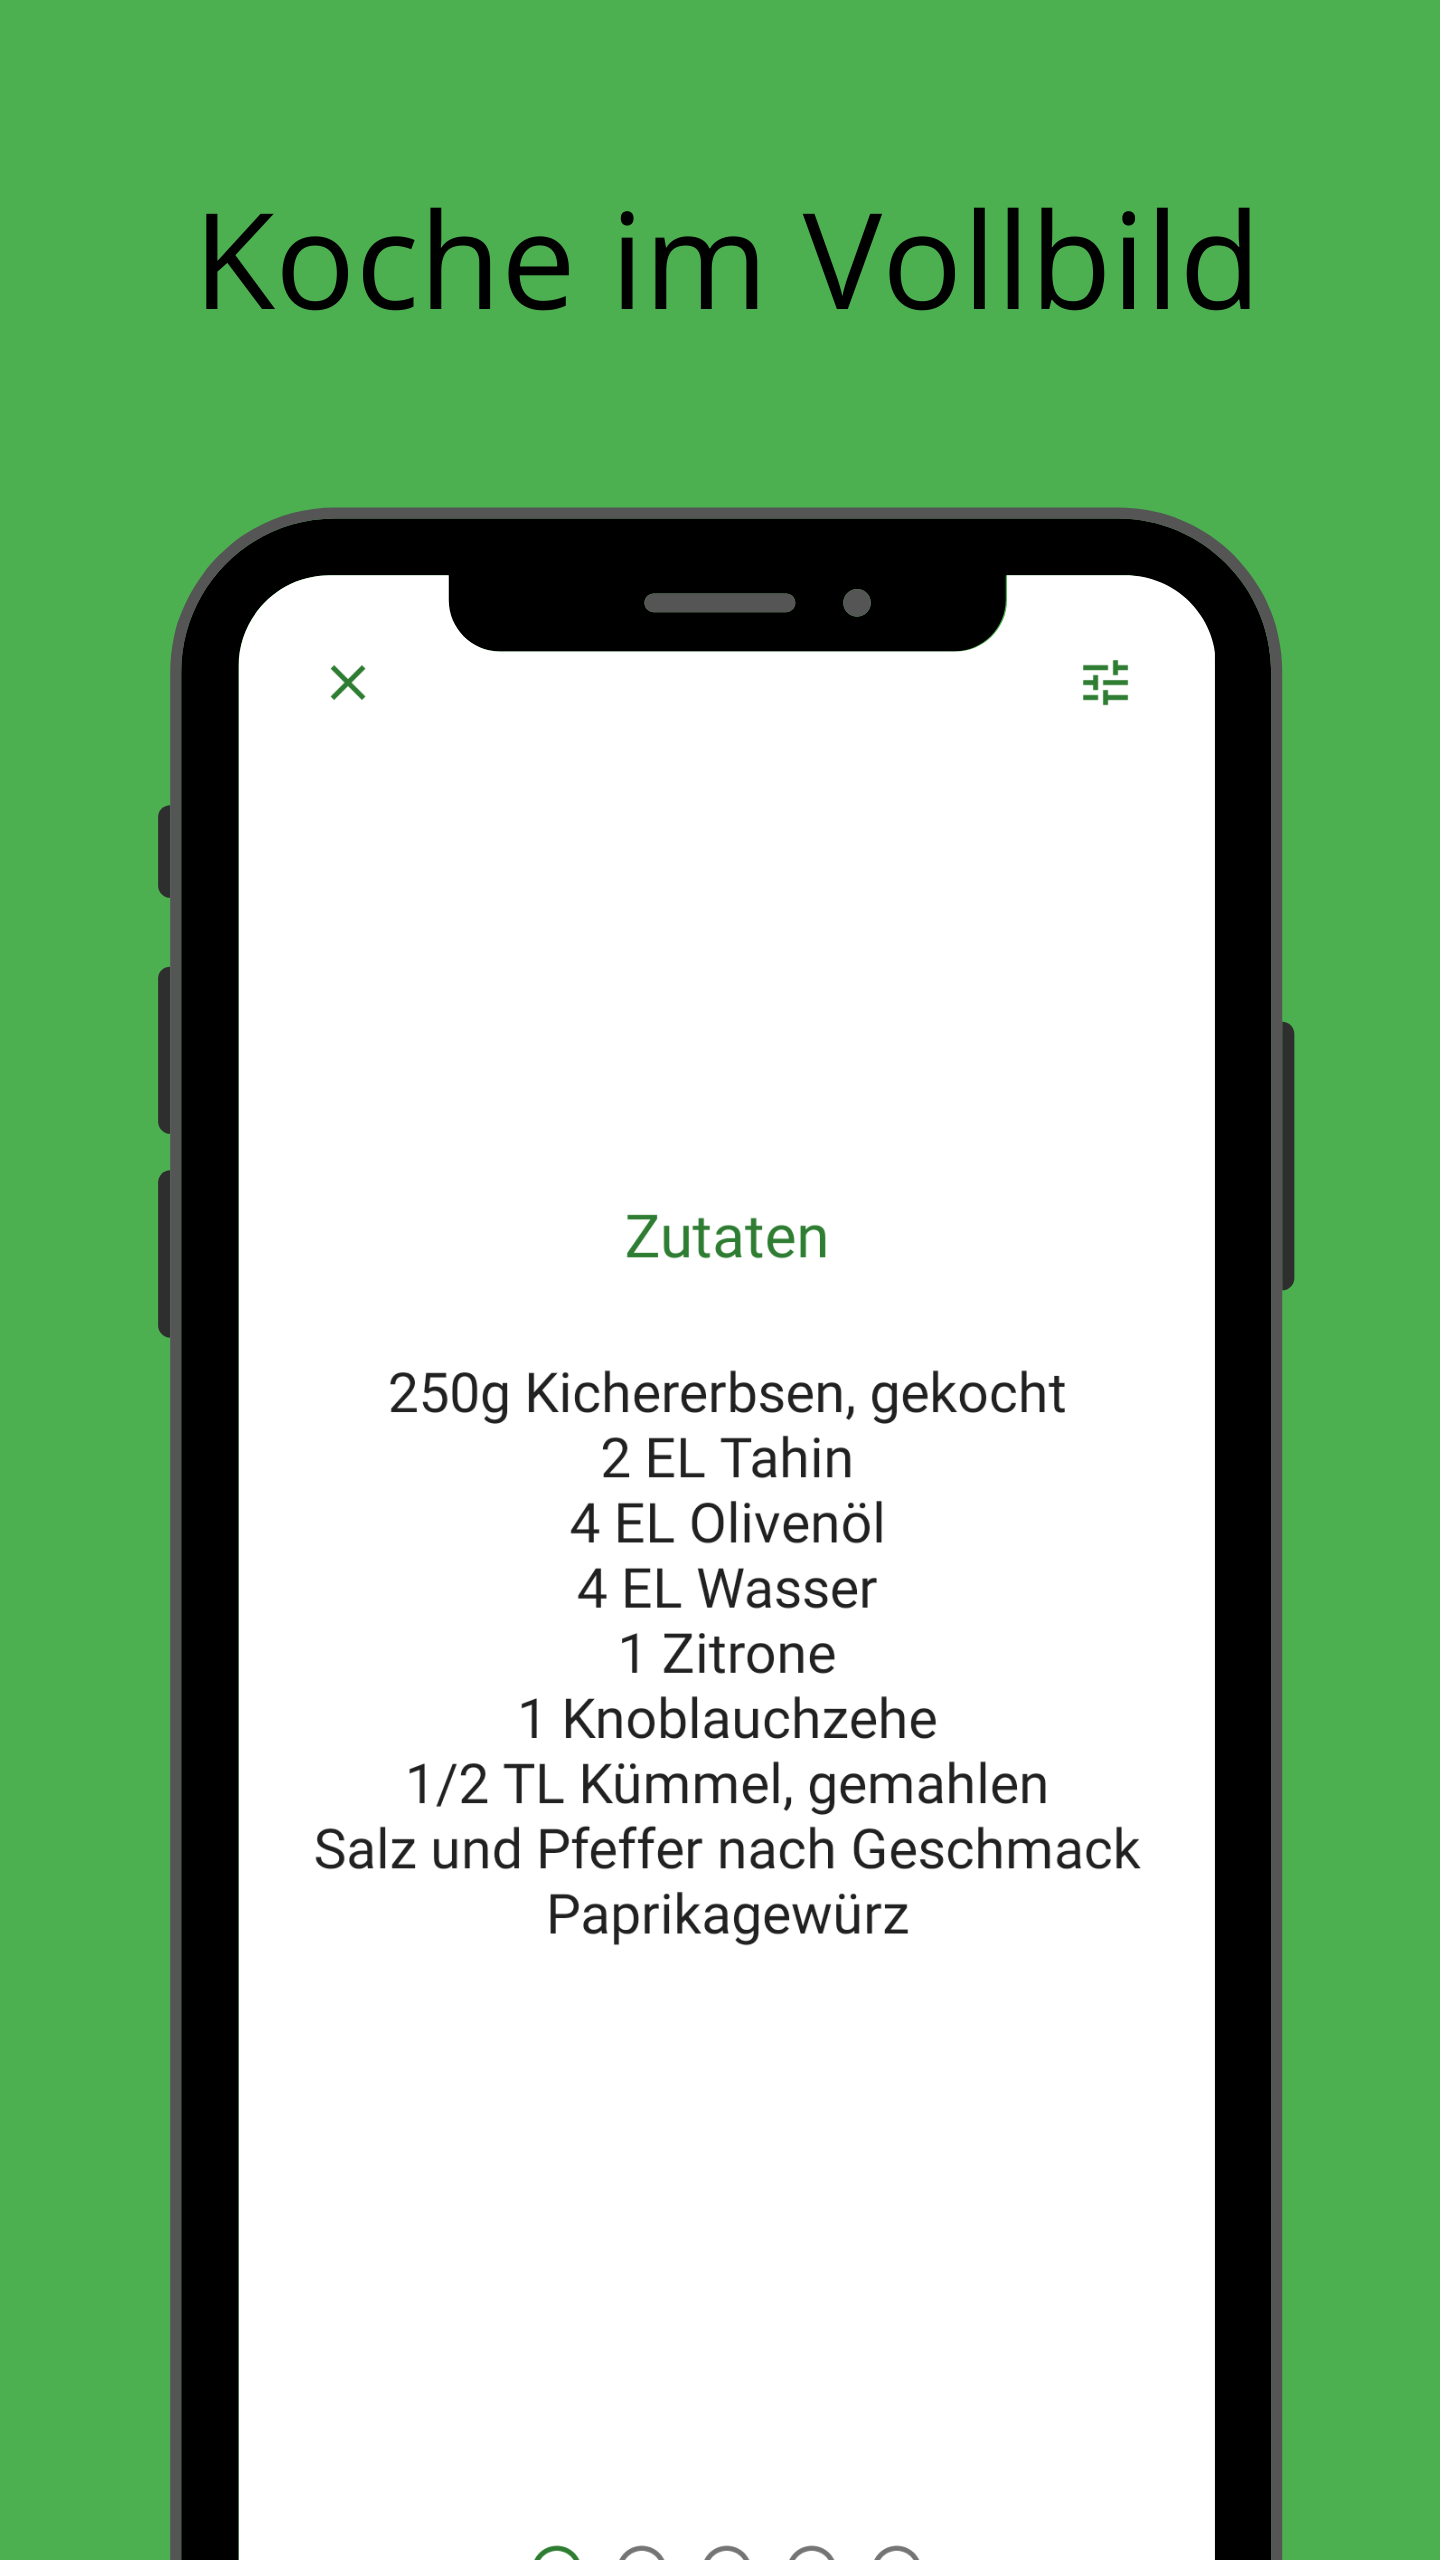 Koche im Vollbild
Zutaten
250g Kichererbsen, gekocht
2 EL Tahin
4 EL Olivenöl
4 EL Wasser
1 Zitrone
1 Knoblauchzehe
1/2 TL Kümmel, gemahlen
Salz und Pfeffer nach Geschmack
Paprikagewürz